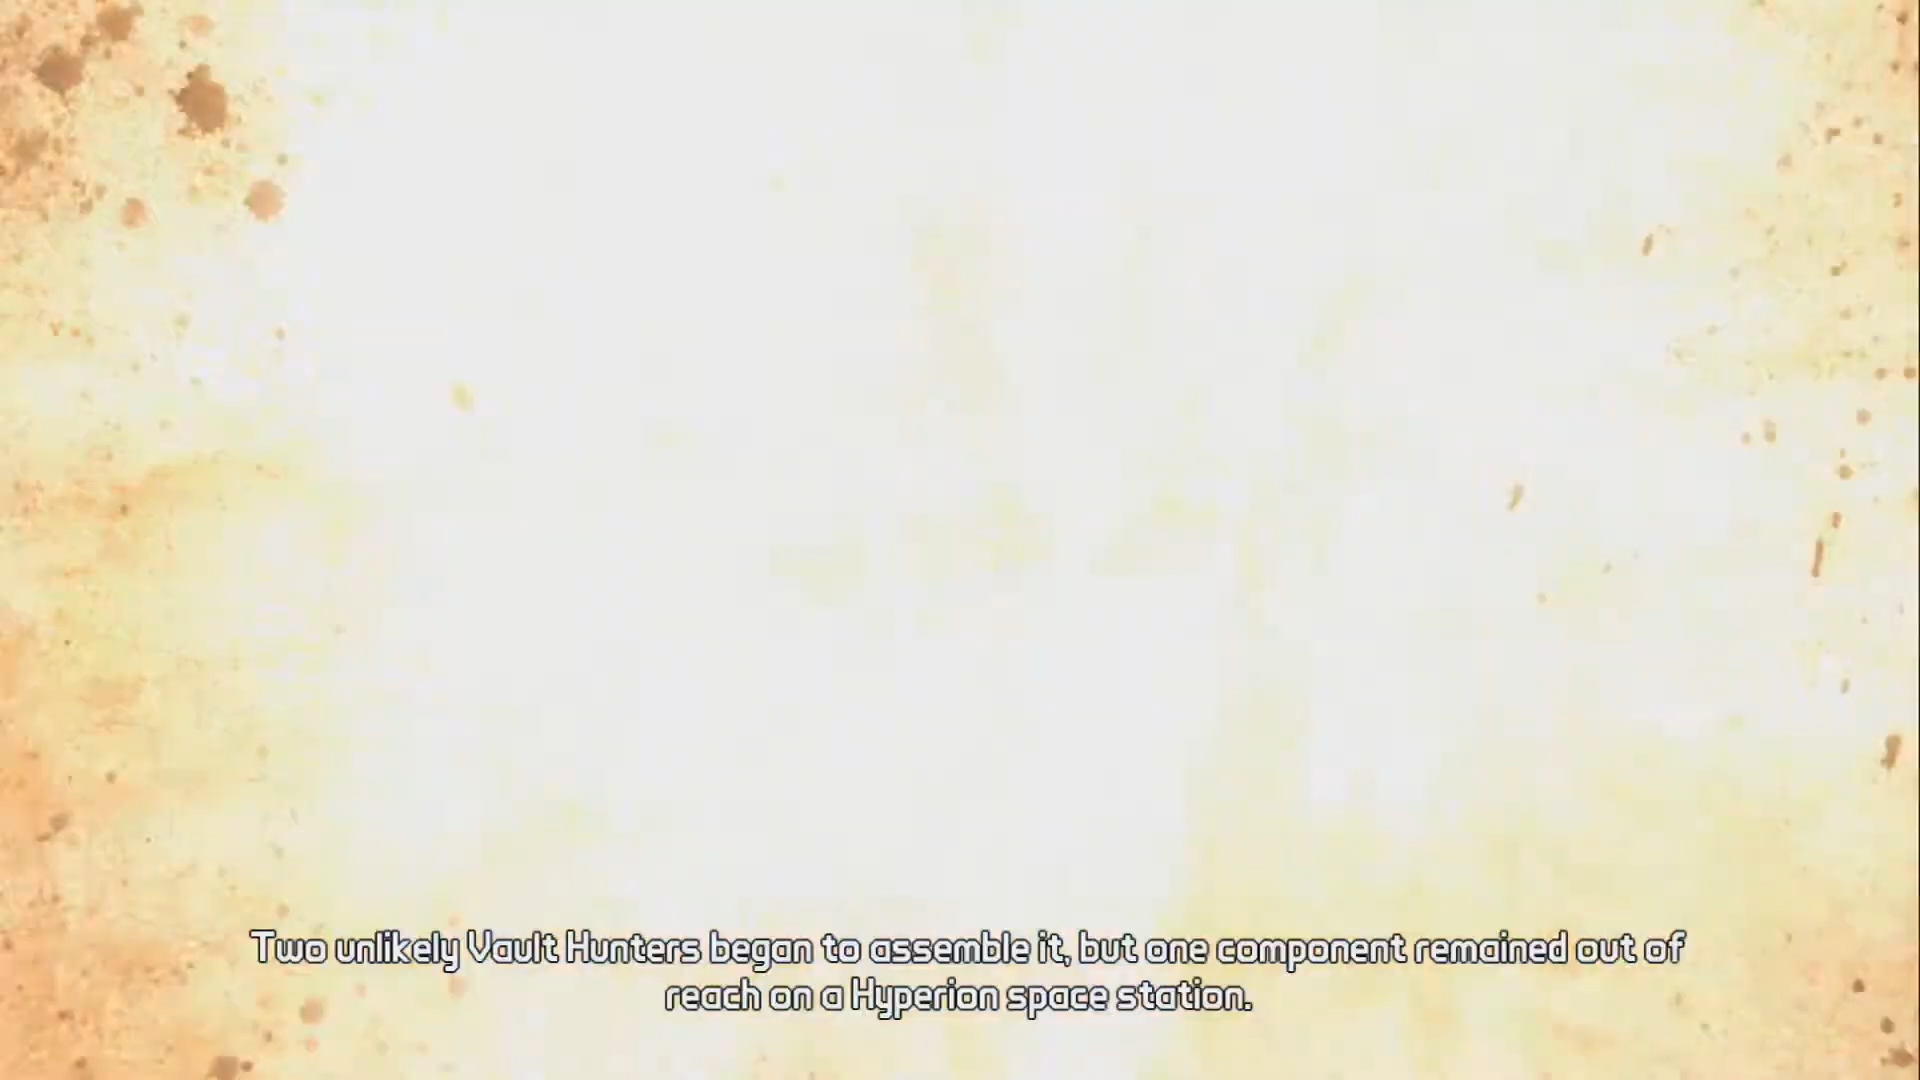 Two unlikely Vault Hunters began to assemble it, but one component remained out of
reach on a Hyperion space station.